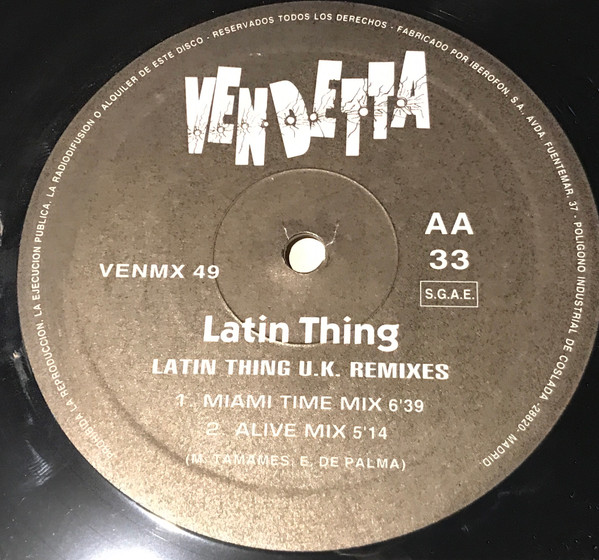 PROHIBIDA LA REPRODUCCION, LA EJECUCION PUBLICA, LA RADIODIFUSION O ALQUILER DE ESTE DISCO · RESERVADOS TODOS LOS DERECHOS · FABRICADO POR IBEROFON, S.A. AVDA. FUENTEMAR, 37 · POLIGONO INDUSTRIAL DE COSLADA -28820- MADRID.
VENDETTA
AA
33
VENMX 49
S.G.A.E.
Latin Thing
LATIN THING U.K. REMIXES
1. MIAMI TIME MIX 6'39
2. ALIVE MIX 5'14
(M. TAMAMES. E. DE PALMA)